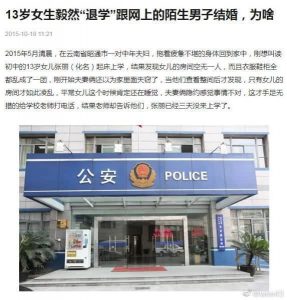 13岁女生毅然“退学”跟网上的陌生男子结婚，为啥
2015-10-10 11:21
2015年5月清晨，在云南省昭通市一对中年夫妇，拖着疲惫不堪的身体回到家中，刚想叫读
初中的13岁女儿张丽（化名）起床上学，结果发现女儿的房间空无一人，而且衣服鞋柜全
都乱成了一团，刚开始夫妻俩还以为家里面失窃了，当他们查看整间才发现，只有女儿的
房间才如此凌乱，平常女儿这个时候肯定还在睡觉，夫妻俩隐约感觉事情不对，这才手足无
措的给学校老师打电话，结果老师却告诉他们，张丽已经三天没来上学了。
公安
POLICE